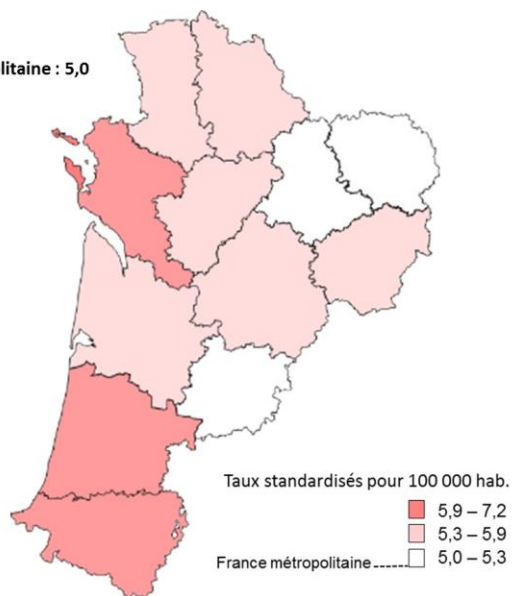 litaine : 5,0
Taux standardisés pour 100 000 hab.
5,9 – 7,2
5,3 – 5,9
France métropolitaine
5,0 – 5,3